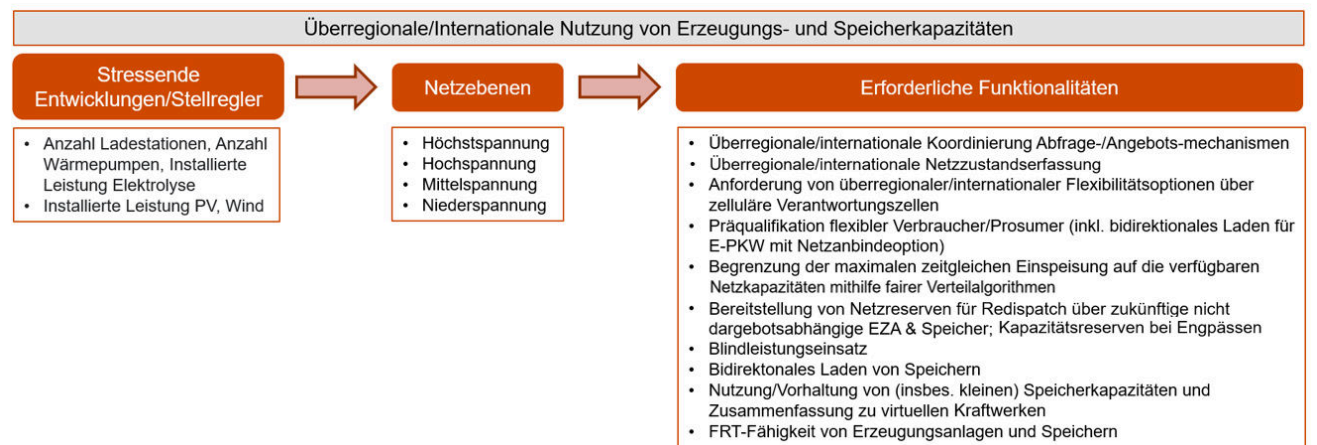 Überregionale/Internationale Nutzung von Erzeugungs- und Speicherkapazitäten
Stressende
Entwicklungen/Stellregler
Netzebenen
Erforderliche Funktionalitäten
• Anzahl Ladestationen, Anzahl
Wärmepumpen, Installierte
Leistung Elektrolyse
• Installierte Leistung PV, Wind
• Höchstspannung
• Hochspannung
• Mittelspannung
• Niederspannung
• Überregionale/internationale Koordinierung Abfrage-/Angebots-mechanismen
• Überregionale/internationale Netzzustandserfassung
• Anforderung von überregionaler/internationaler Flexibilitätsoptionen über
zelluläre Verantwortungszellen
• Präqualifikation flexibler Verbraucher/Prosumer (inkl. bidirektionales Laden für
E-PKW mit Netzanbindeoption)
• Begrenzung der maximalen zeitgleichen Einspeisung auf die verfügbaren
Netzkapazitäten mithilfe fairer Verteilalgorithmen
• Bereitstellung von Netzreserven für Redispatch über zukünftige nicht
dargebotsabhängige EZA & Speicher; Kapazitätsreserven bei Engpässen
• Blindleistungseinsatz
• Bidirektonales Laden von Speichern
• Nutzung/Vorhaltung von (insbes. kleinen) Speicherkapazitäten und
Zusammenfassung zu virtuellen Kraftwerken
• FRT-Fähigkeit von Erzeugungsanlagen und Speichern